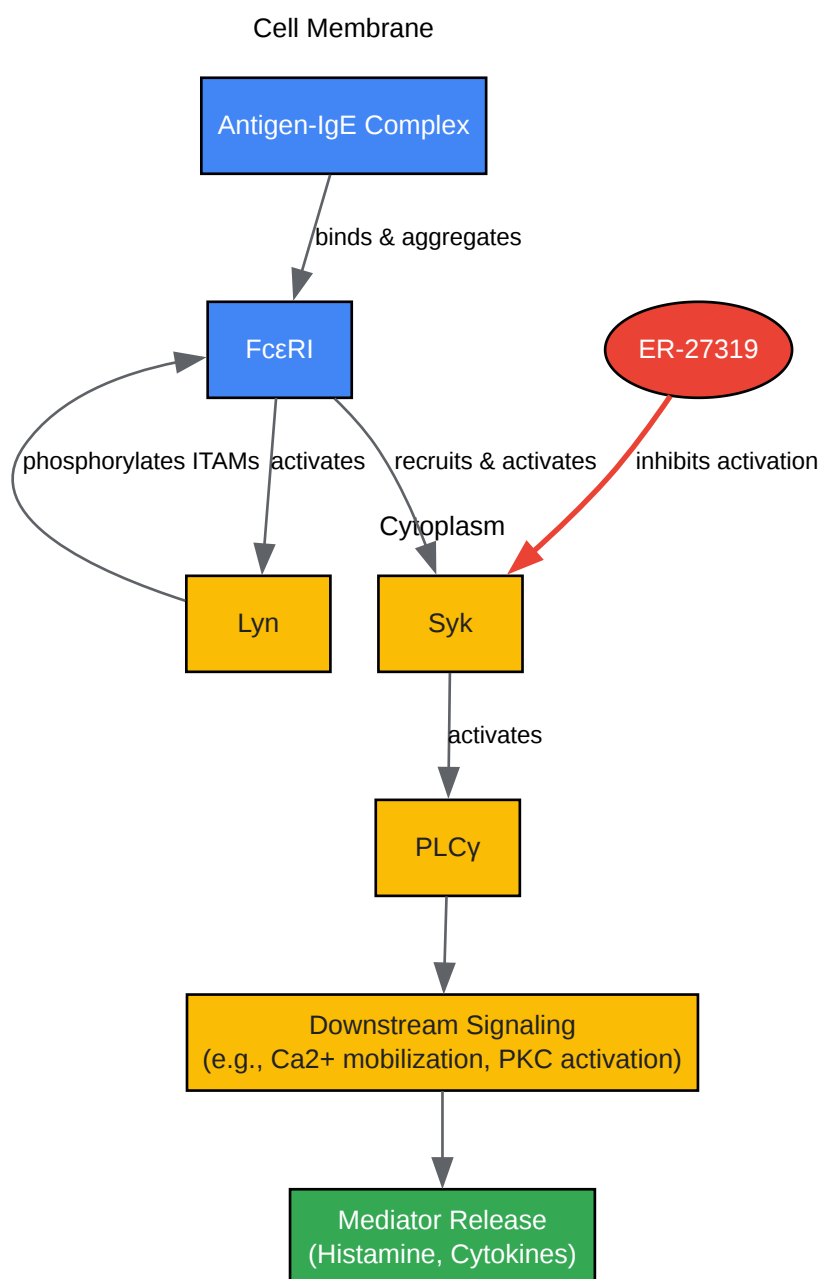 Cell Membrane
Antigen-IgE Complex
binds & aggregates
FcεRI
ER-27319
phosphorylates ITAMs
activates
recruits & activates
inhibits activation
Cytoplasm
Lyn
Syk
activates
PLCγ
Downstream Signaling
(e.g., Ca2+ mobilization, PKC activation)
Mediator Release
(Histamine, Cytokines)